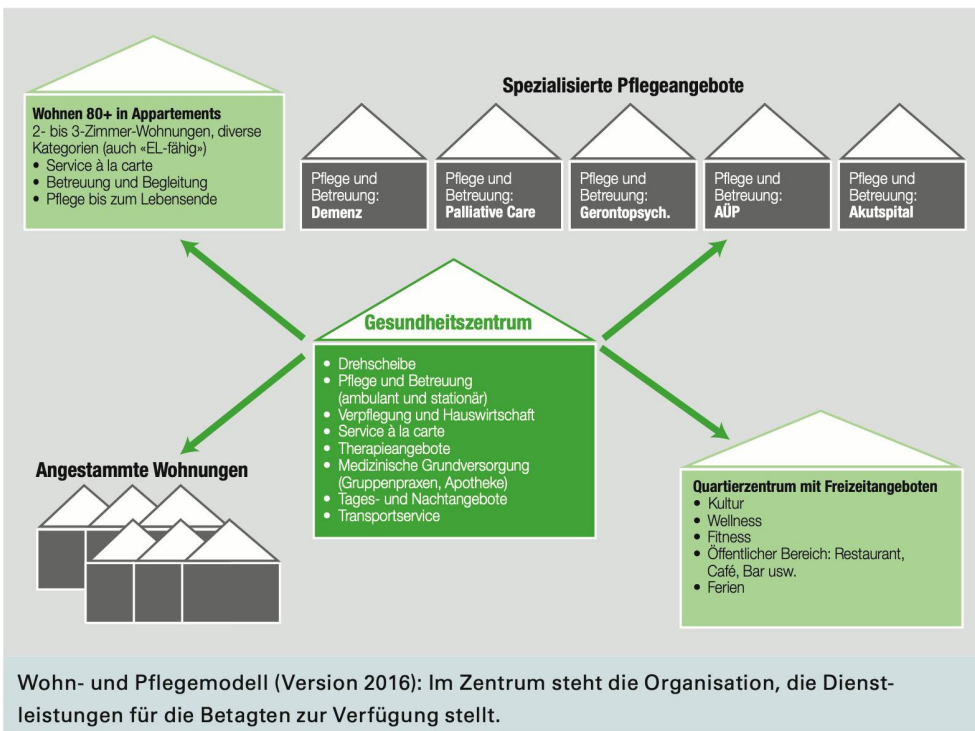 Wohnen 80+ in Appartements
2- bis 3-Zimmer-Wohnungen, diverse
Kategorien (auch «EL-fähig»)
• Service à la carte
• Betreuung und Begleitung
• Pflege bis zum Lebensende
Spezialisierte Pflegeangebote
Pflege und
Betreuung:
Demenz
Pflege und
Betreuung:
Palliative Care
Pflege und
Betreuung:
Gerontopsych.
Pflege und
Betreuung:
AÜP
Pflege und
Betreuung:
Akutspital
Gesundheitszentrum
• Drehscheibe
• Pflege und Betreuung
(ambulant und stationär)
• Verpflegung und Hauswirtschaft
• Service à la carte
• Therapieangebote
• Medizinische Grundversorgung
(Gruppenpraxen, Apotheke)
• Tages- und Nachtangebote
• Transportservice
Angestammte Wohnungen
Quartierzentrum mit Freizeitangeboten
• Kultur
• Wellness
• Fitness
• Öffentlicher Bereich: Restaurant,
Café, Bar usw.
• Ferien
Wohn- und Pflegemodell (Version 2016): Im Zentrum steht die Organisation, die Dienst-
leistungen für die Betagten zur Verfügung stellt.